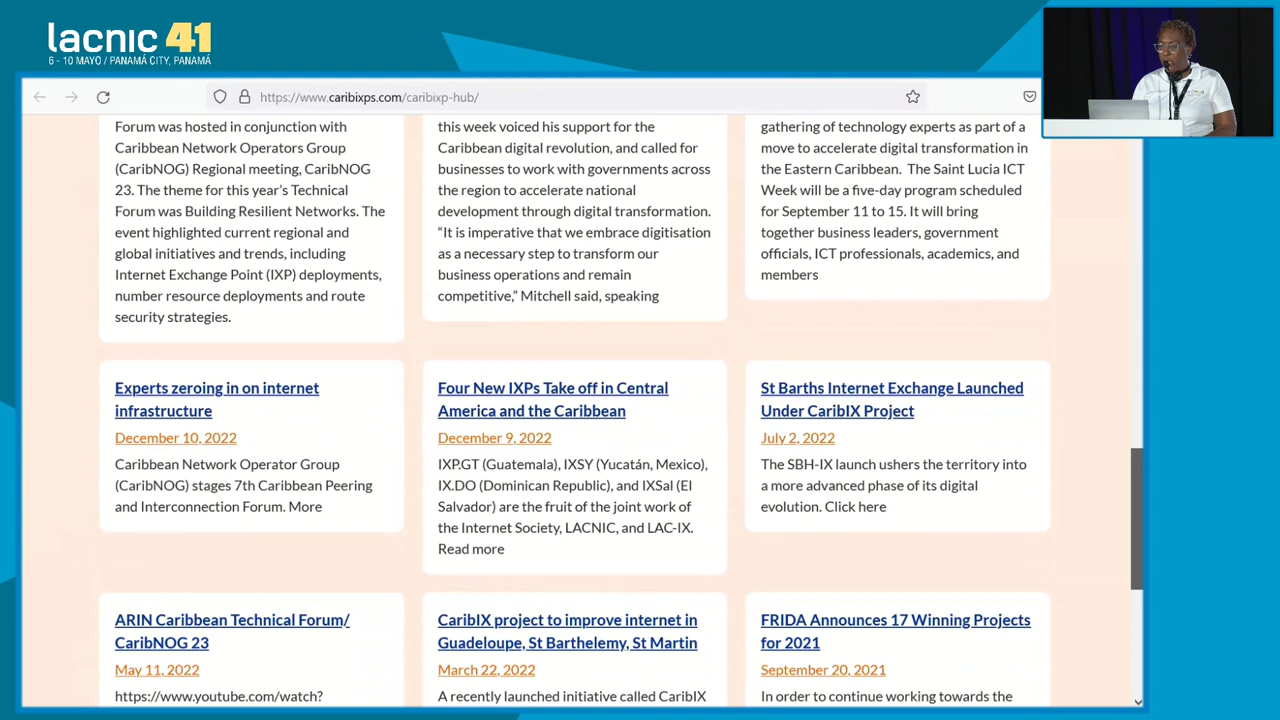 lacnic 41
6 - 10 MAYO / PANAMÁ CITY, PANAMÁ
https://www.caribixps.com/caribixp-hub/
Forum was hosted in conjunction with
Caribbean Network Operators Group
(CaribNOG) Regional meeting, CaribNOG
23. The theme for this year's Technical
Forum was Building Resilient Networks. The
event highlighted current regional and
global initiatives and trends, including
Internet Exchange Point (IXP) deployments,
number resource deployments and route
security strategies.
this week voiced his support for the
Caribbean digital revolution, and called for
businesses to work with governments across
the region to accelerate national
development through digital transformation.
“It is imperative that we embrace digitisation
as a necessary step to transform our
business operations and remain
competitive,” Mitchell said, speaking
gathering of technology experts as part of a
move to accelerate digital transformation in
the Eastern Caribbean. The Saint Lucia ICT
Week will be a five-day program scheduled
for September 11 to 15. It will bring
together business leaders, government
officials, ICT professionals, academics, and
members
Experts zeroing in on internet
infrastructure
December 10, 2022
Caribbean Network Operator Group
(CaribNOG) stages 7th Caribbean Peering
and Interconnection Forum. More
Four New IXPs Take off in Central
America and the Caribbean
December 9, 2022
IXP.GT (Guatemala), IXSY (Yucatán, Mexico),
IX.DO (Dominican Republic), and IXSal (El
Salvador) are the fruit of the joint work of
the Internet Society, LACNIC, and LAC-IX.
Read more
St Barths Internet Exchange Launched
Under CaribIX Project
July 2, 2022
The SBH-IX launch ushers the territory into
a more advanced phase of its digital
evolution. Click here
ARIN Caribbean Technical Forum/
CaribNOG 23
May 11, 2022
https://www.youtube.com/watch?
CaribIX project to improve internet in
Guadeloupe, St Barthelemy, St Martin
March 22, 2022
A recently launched initiative called CaribIX
FRIDA Announces 17 Winning Projects
for 2021
September 20, 2021
In order to continue working towards the